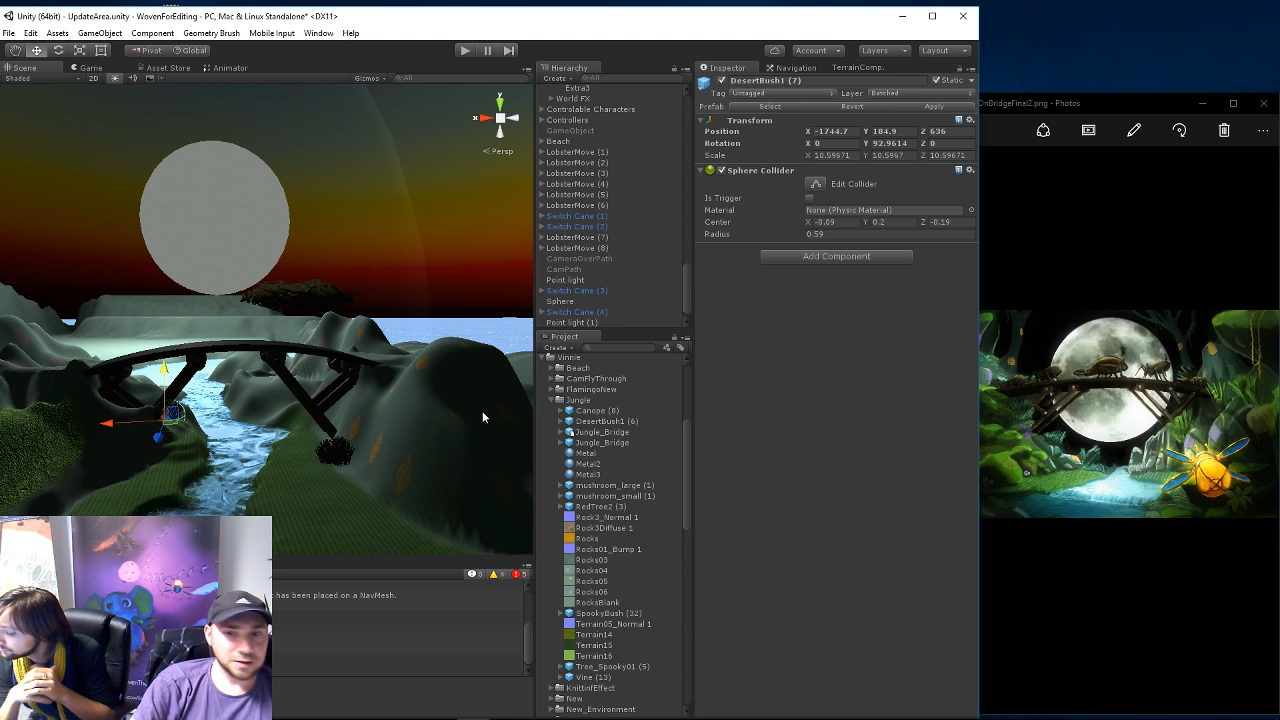 Unity (64bit) - UpdateArea.unity - WovenForEditing - PC, Mac & Linux Standalone* <DX11>
File Edit Assets GameObject Component Geometry Brush Mobile Input Window Help
Pivot Global Account Layers Layout
Scene Game Asset Store Animator
Shaded 2D Gizmos All
y
x
Persp
Hierarchy
Create All
Extra3
World FX
Controllable Characters
Controllers
GameObject
Beach
LobsterMove (1)
LobsterMove (2)
LobsterMove (3)
LobsterMove (4)
LobsterMove (5)
LobsterMove (6)
Switch Cane (1)
Switch Cane (2)
LobsterMove (7)
LobsterMove (8)
CameraOverPath
CamPath
Point light
Switch Cane (3)
Sphere
Switch Cane (4)
Point light (1)
Project
Create
Vinnie
Beach
CamFlyThrough
FlamingoNew
Jungle
Canope (8)
DesertBush1 (6)
Jungle_Bridge
Jungle_Bridge
Metal
Metal2
Metal3
mushroom_large (1)
mushroom_small (1)
RedTree2 (3)
Rock3_Normal 1
Rock3Diffuse 1
Rocks
Rocks01_Bump 1
Rocks03
Rocks04
Rocks05
Rocks06
RocksBlank
SpookyBush (32)
Terrain05_Normal 1
Terrain14
Terrain15
Terrain16
Tree_Spooky01 (5)
Vine (13)
KnittinfEffect
New
New_Environment
Inspector Navigation TerrainComp.
DesertBush1 (7) Static
Tag Untagged Layer Batched
Prefab Select Revert Apply
Transform
Position X -1744.7 Y 184.9 Z 636
Rotation X 0 Y 92.9614 Z 0
Scale X 10.59671 Y 10.5967 Z 10.59671
Sphere Collider
Edit Collider
Is Trigger
Material None (Physic Material)
Center X -0.09 Y 0.2 Z -0.19
Radius 0.59
Add Component
OnBridgeFinal2.png - Photos
0 4 5
t has been placed on a NavMesh.